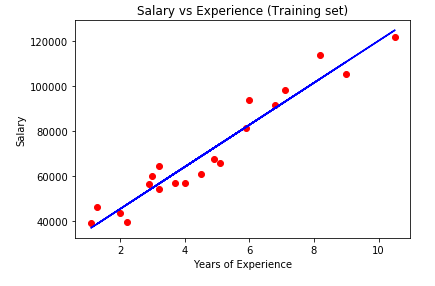 Salary vs Experience (Training set)
120000
100000
80000
60000
40000
Salary
2 4 6 8 10
Years of Experience